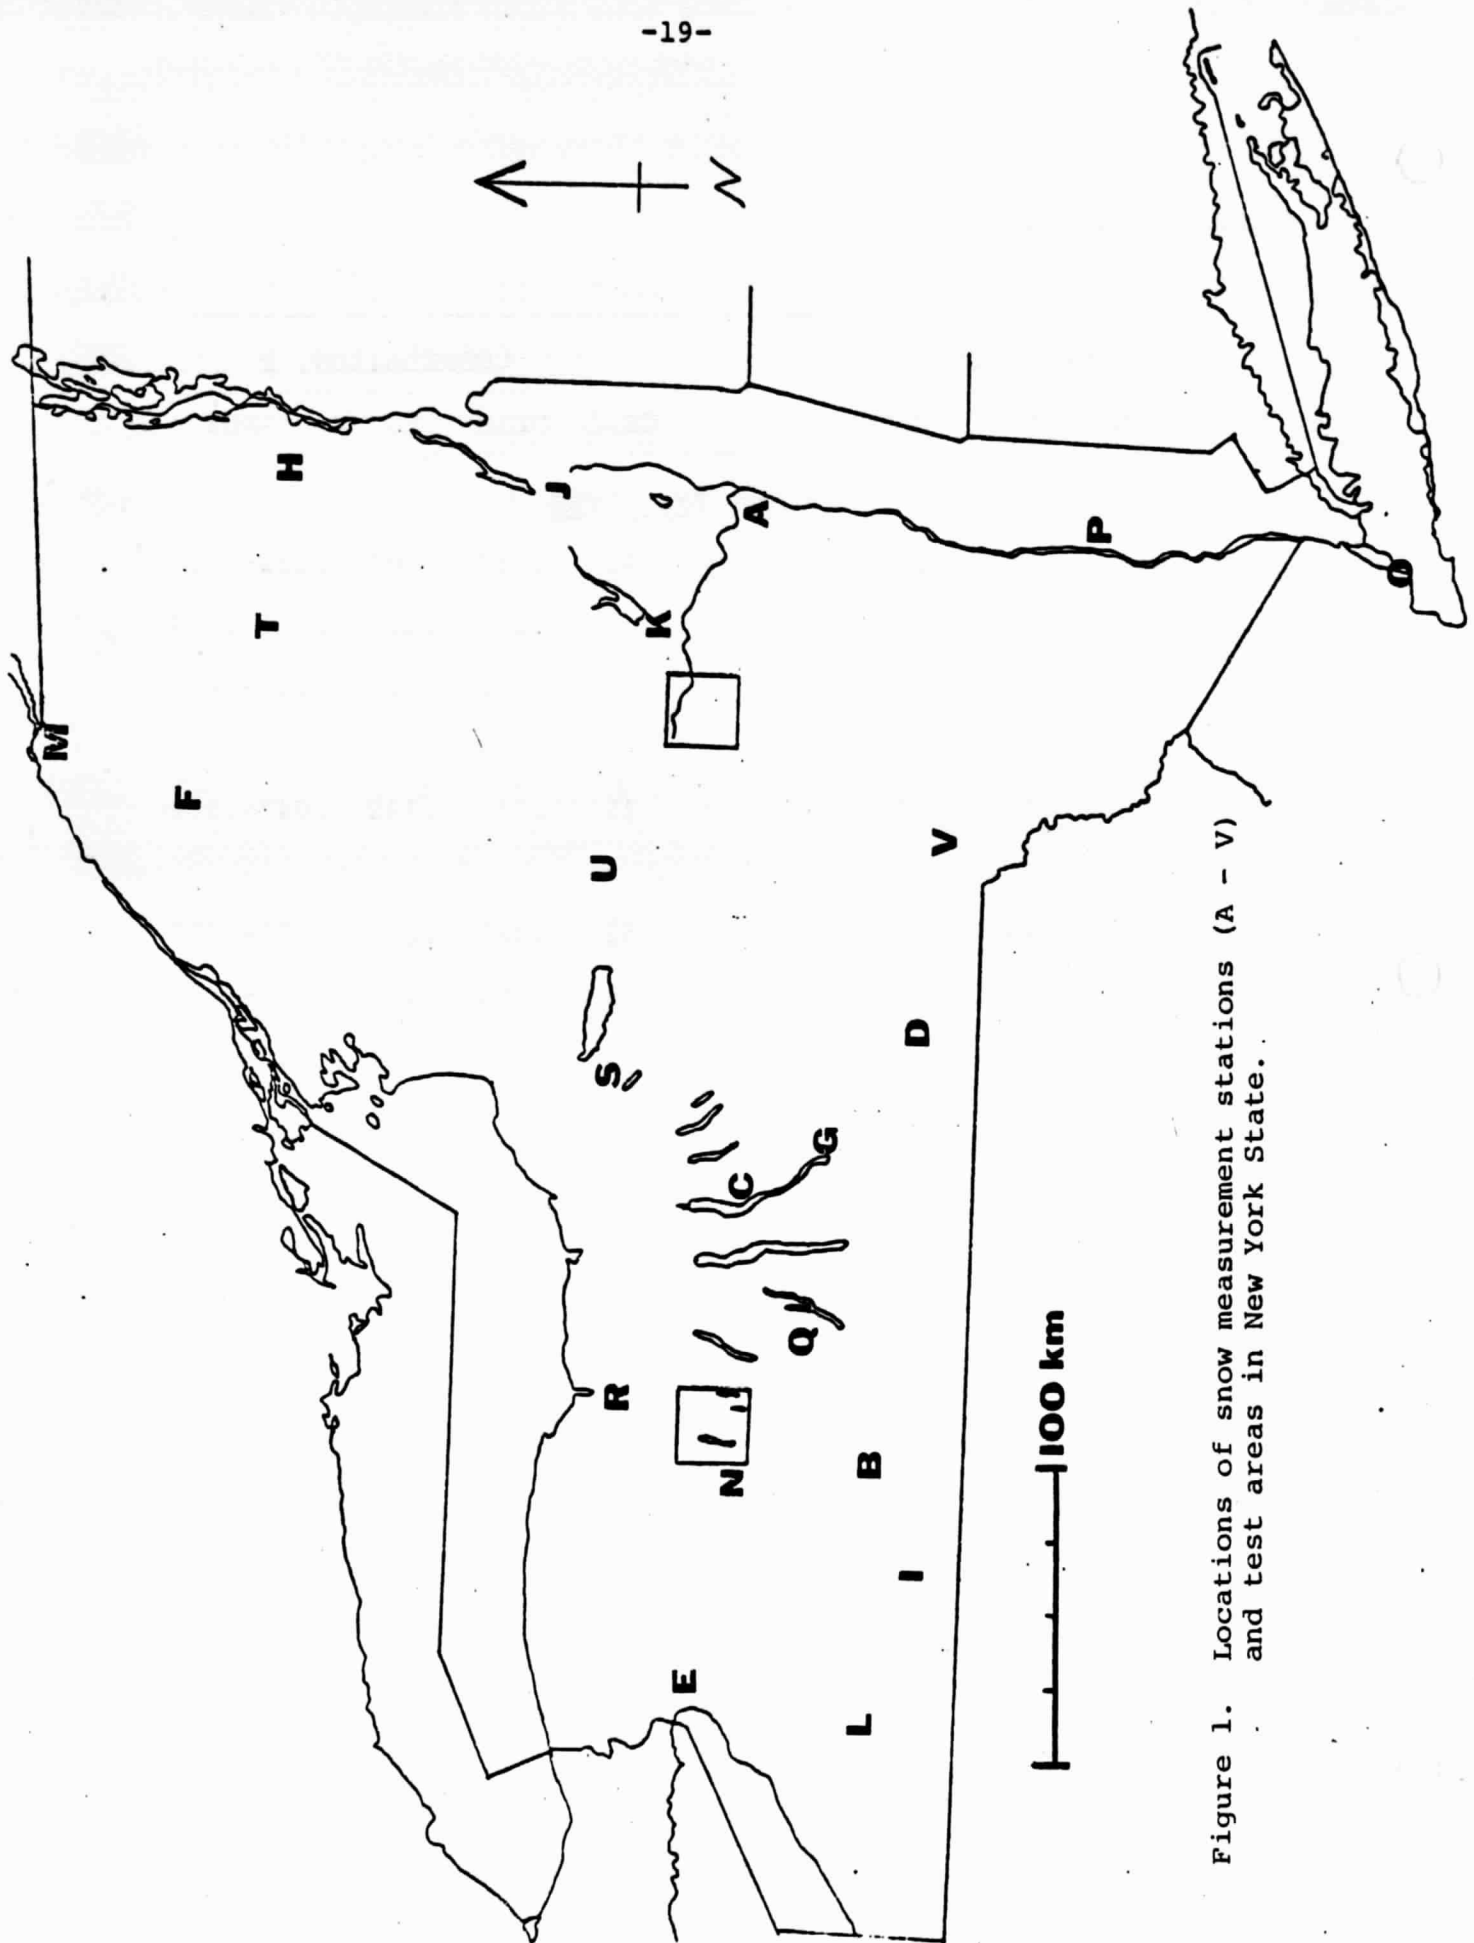 -19-
N
M
F
T
H
J
U
K
A
S
R
C
G
E
N
Q
P
B
D
V
L
I
O
100 km
Figure 1. Locations of snow measurement stations (A - V)
and test areas in New York State.